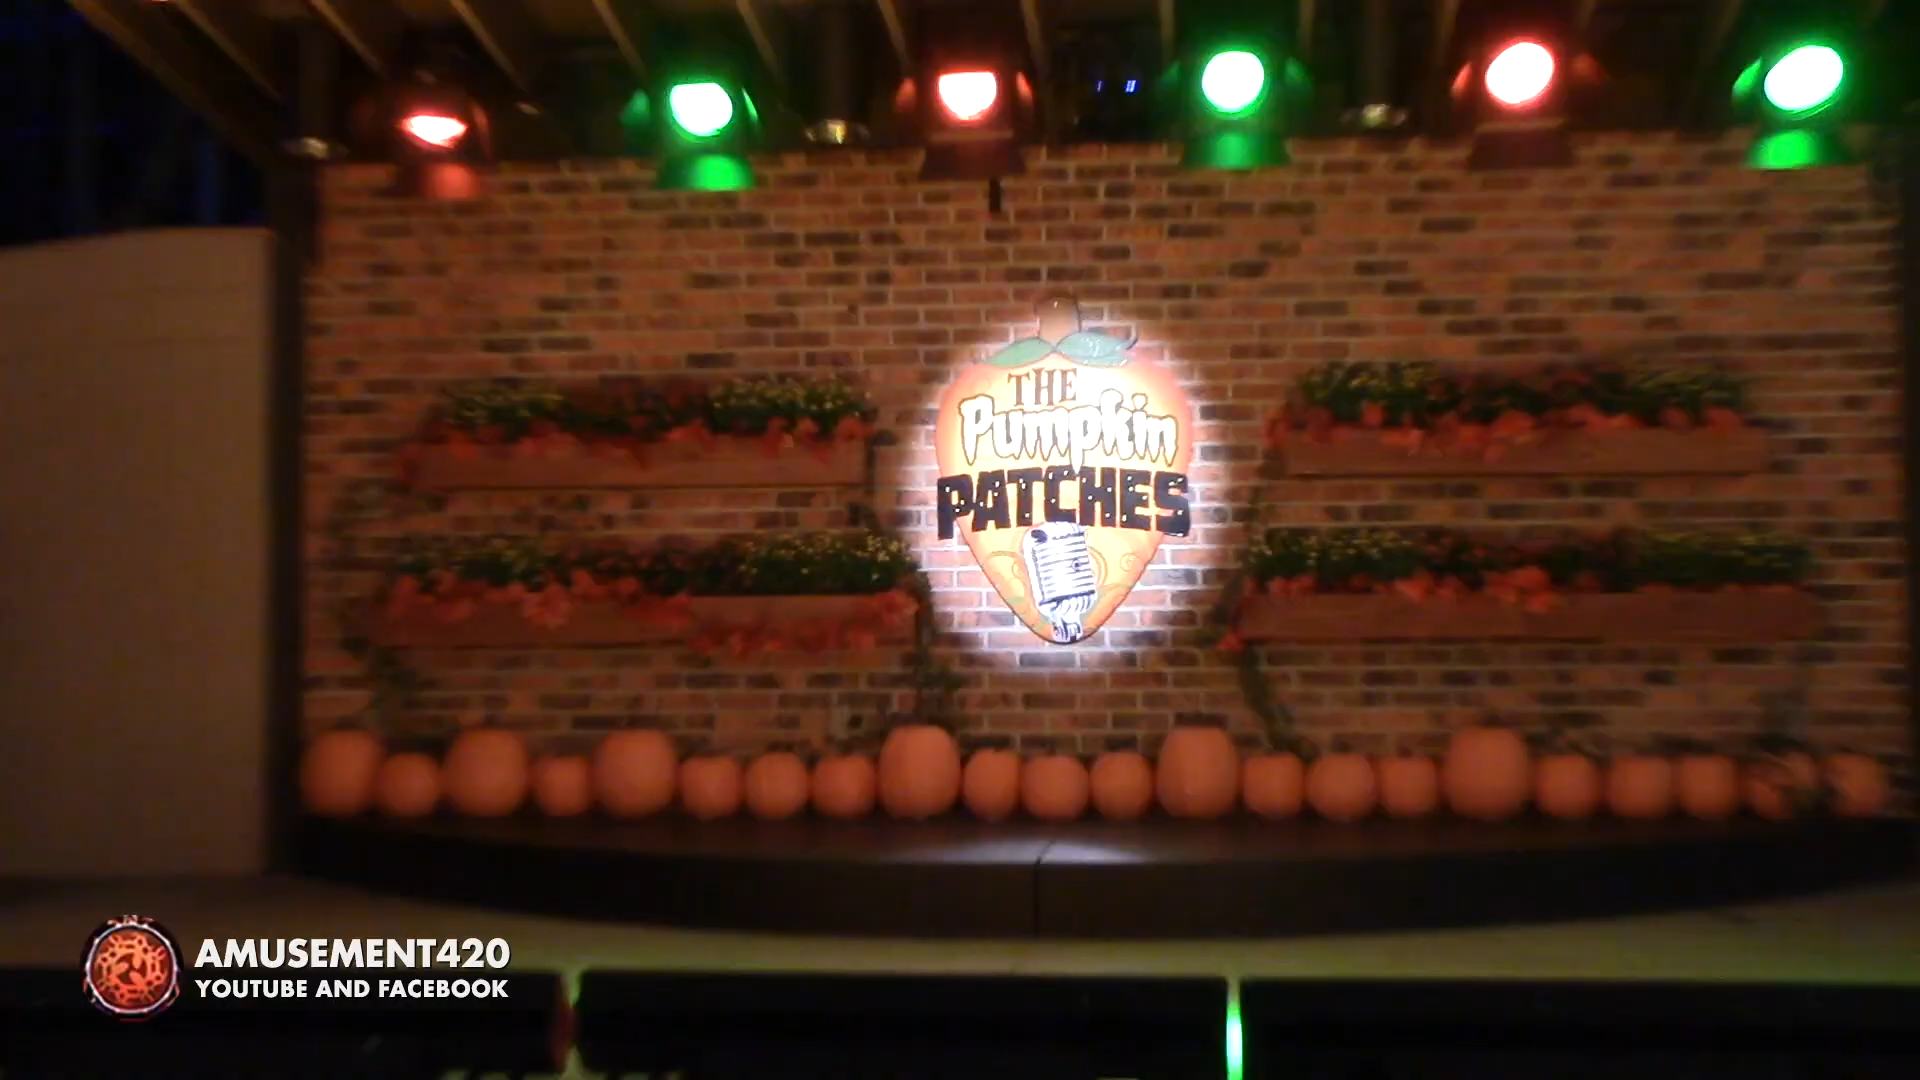 THE
Pumpkin
PATCHES
AMUSEMENT420
YOUTUBE AND FACEBOOK